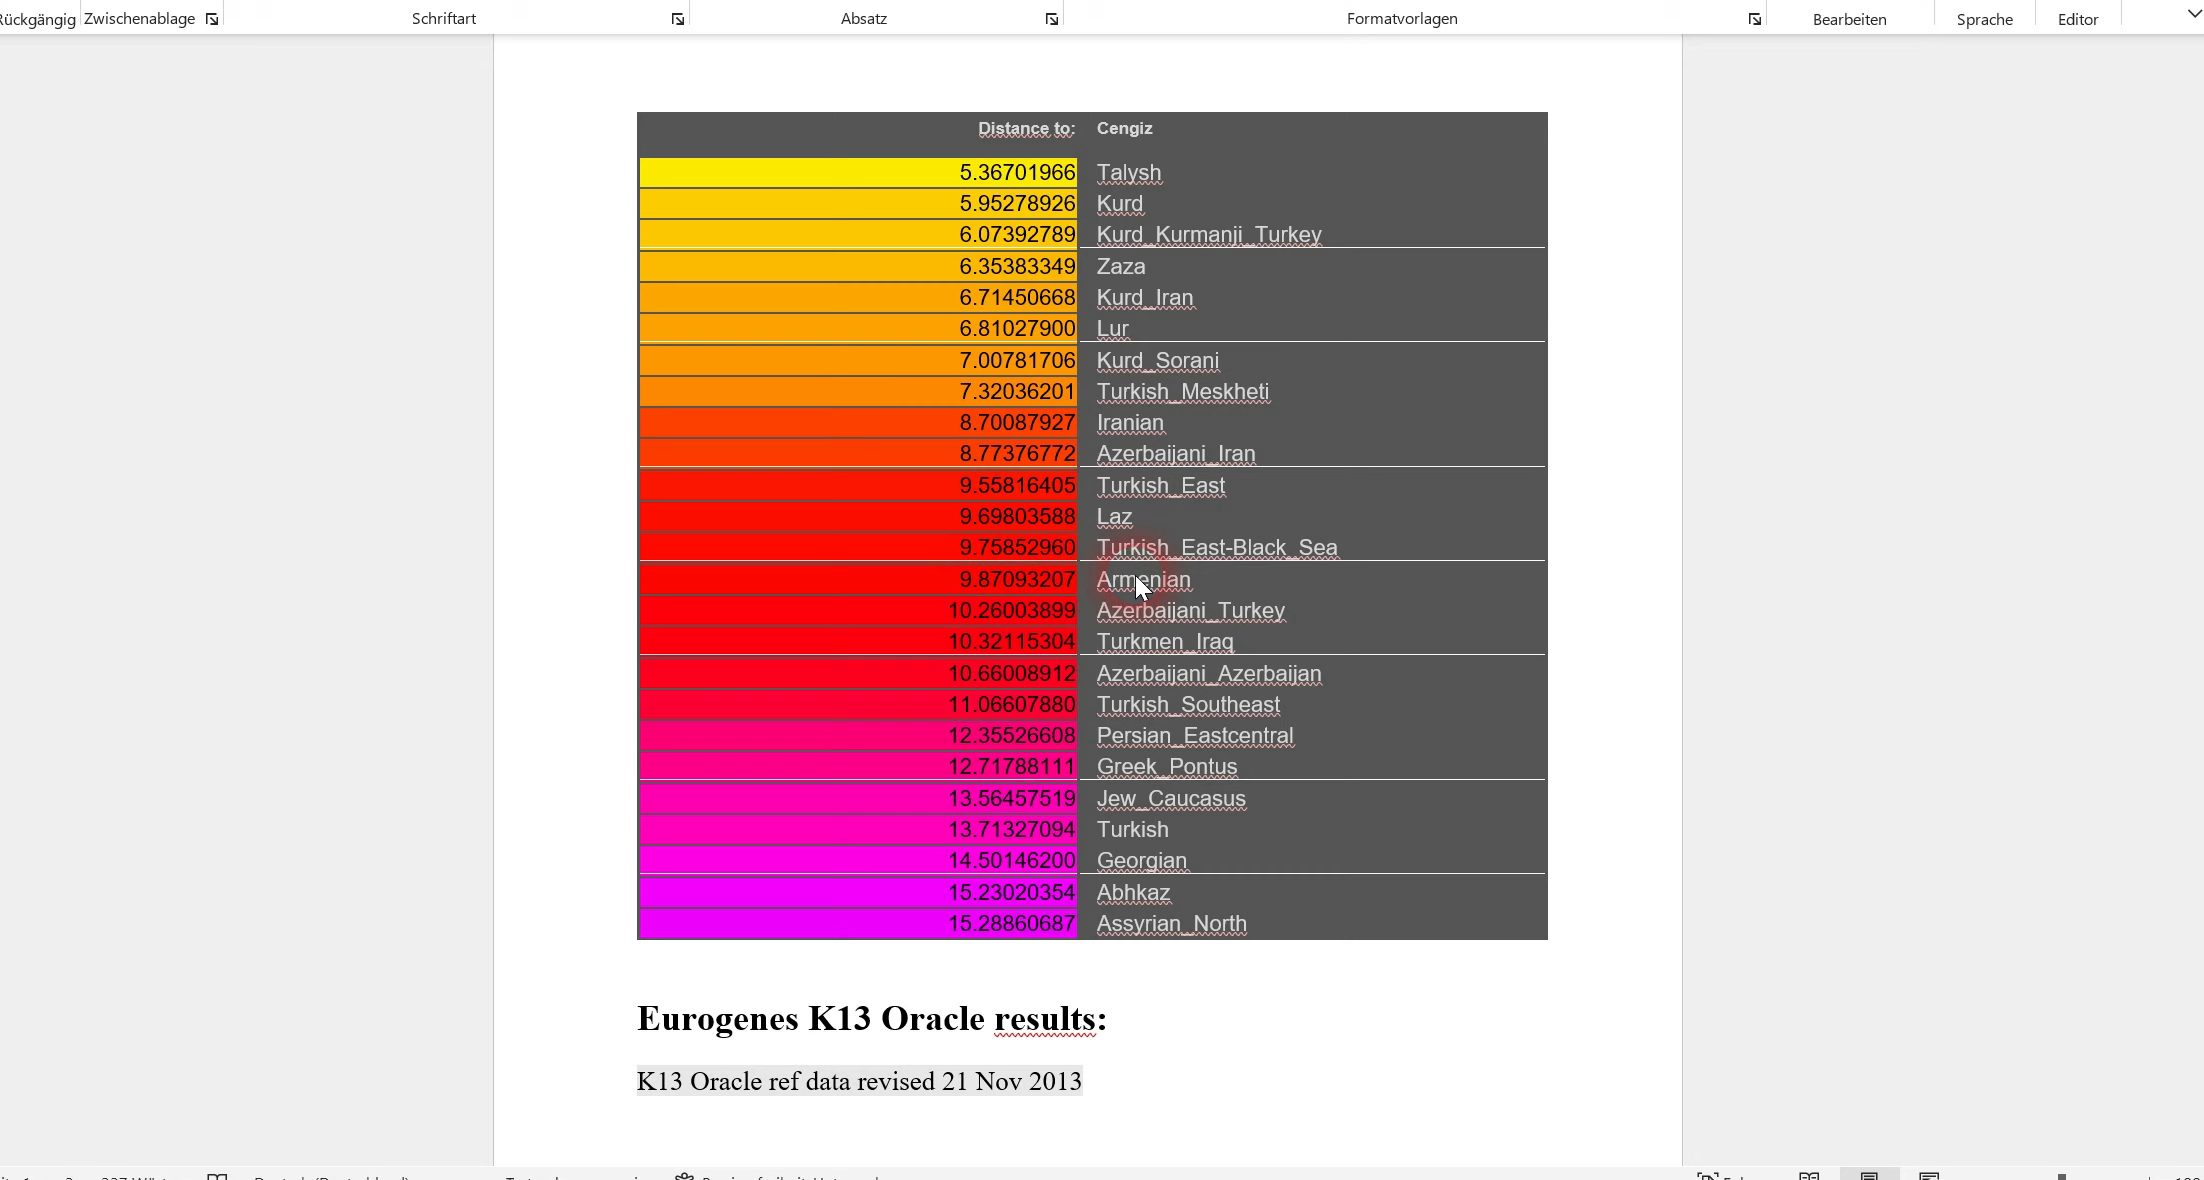 Rückgängig Zwischenablage Schriftart Absatz Formatvorlagen Bearbeiten Sprache Editor
Distance to: Cengiz
5.36701966 Talysh
5.95278926 Kurd
6.07392789 Kurd_Kurmanji_Turkey
6.35383349 Zaza
6.71450668 Kurd_Iran
6.81027900 Lur
7.00781706 Kurd_Sorani
7.32036201 Turkish_Meskheti
8.70087927 Iranian
8.77376772 Azerbaijani_Iran
9.55816405 Turkish_East
9.69803588 Laz
9.75852960 Turkish_East-Black_Sea
9.87093207 Armenian
10.26003899 Azerbaijani_Turkey
10.32115304 Turkmen_Iraq
10.66008912 Azerbaijani_Azerbaijan
11.06607880 Turkish_Southeast
12.35526608 Persian_Eastcentral
12.71788111 Greek_Pontus
13.56457519 Jew_Caucasus
13.71327094 Turkish
14.50146200 Georgian
15.23020354 Abhkaz
15.28860687 Assyrian_North
Eurogenes K13 Oracle results:
K13 Oracle ref data revised 21 Nov 2013